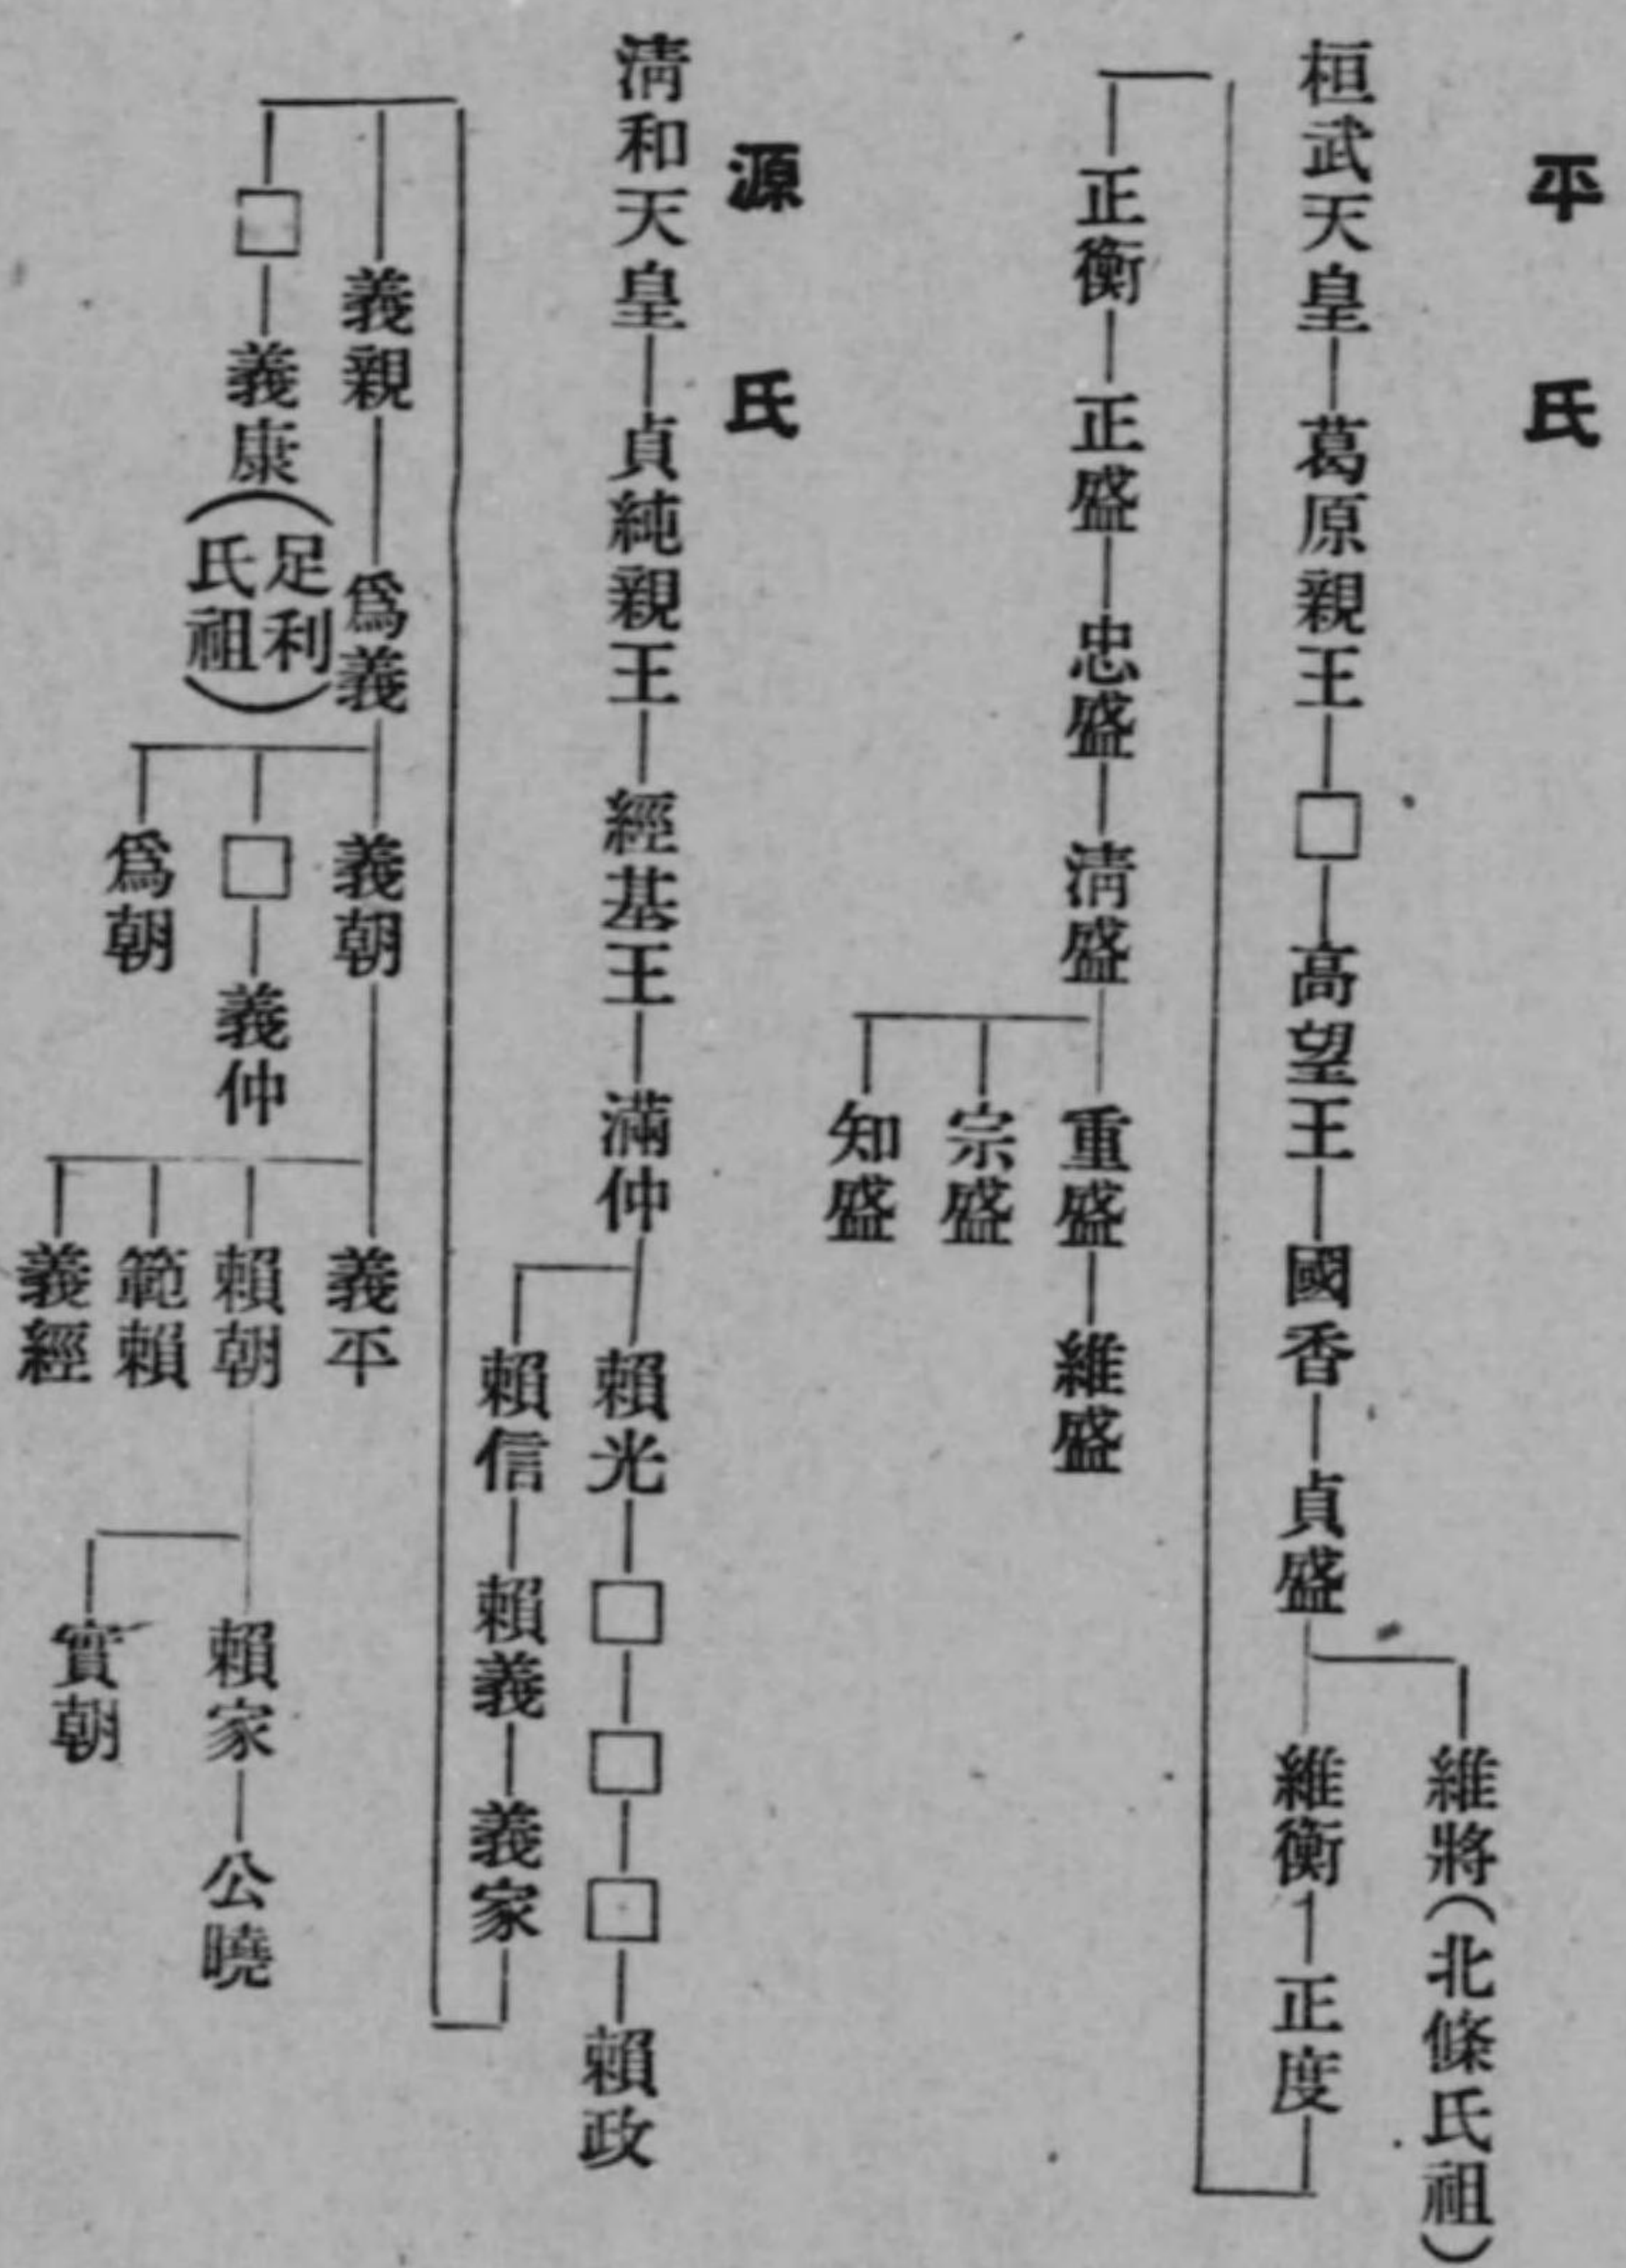 平氏
桓武天皇―葛原親王―□―高望王―國香―貞盛
維將(北條氏祖)
維衡―正度
正衡―正盛―忠盛―淸盛
重盛―維盛
宗盛
知盛
源氏
淸和天皇―貞純親王―經基王―滿仲
賴光―□―□―□―賴政
賴信―賴義―義家
義親―爲義
□―義康(足利氏祖)
義朝
□―義仲
爲朝
義平
賴朝
範賴
義經
賴家―公曉
實朝